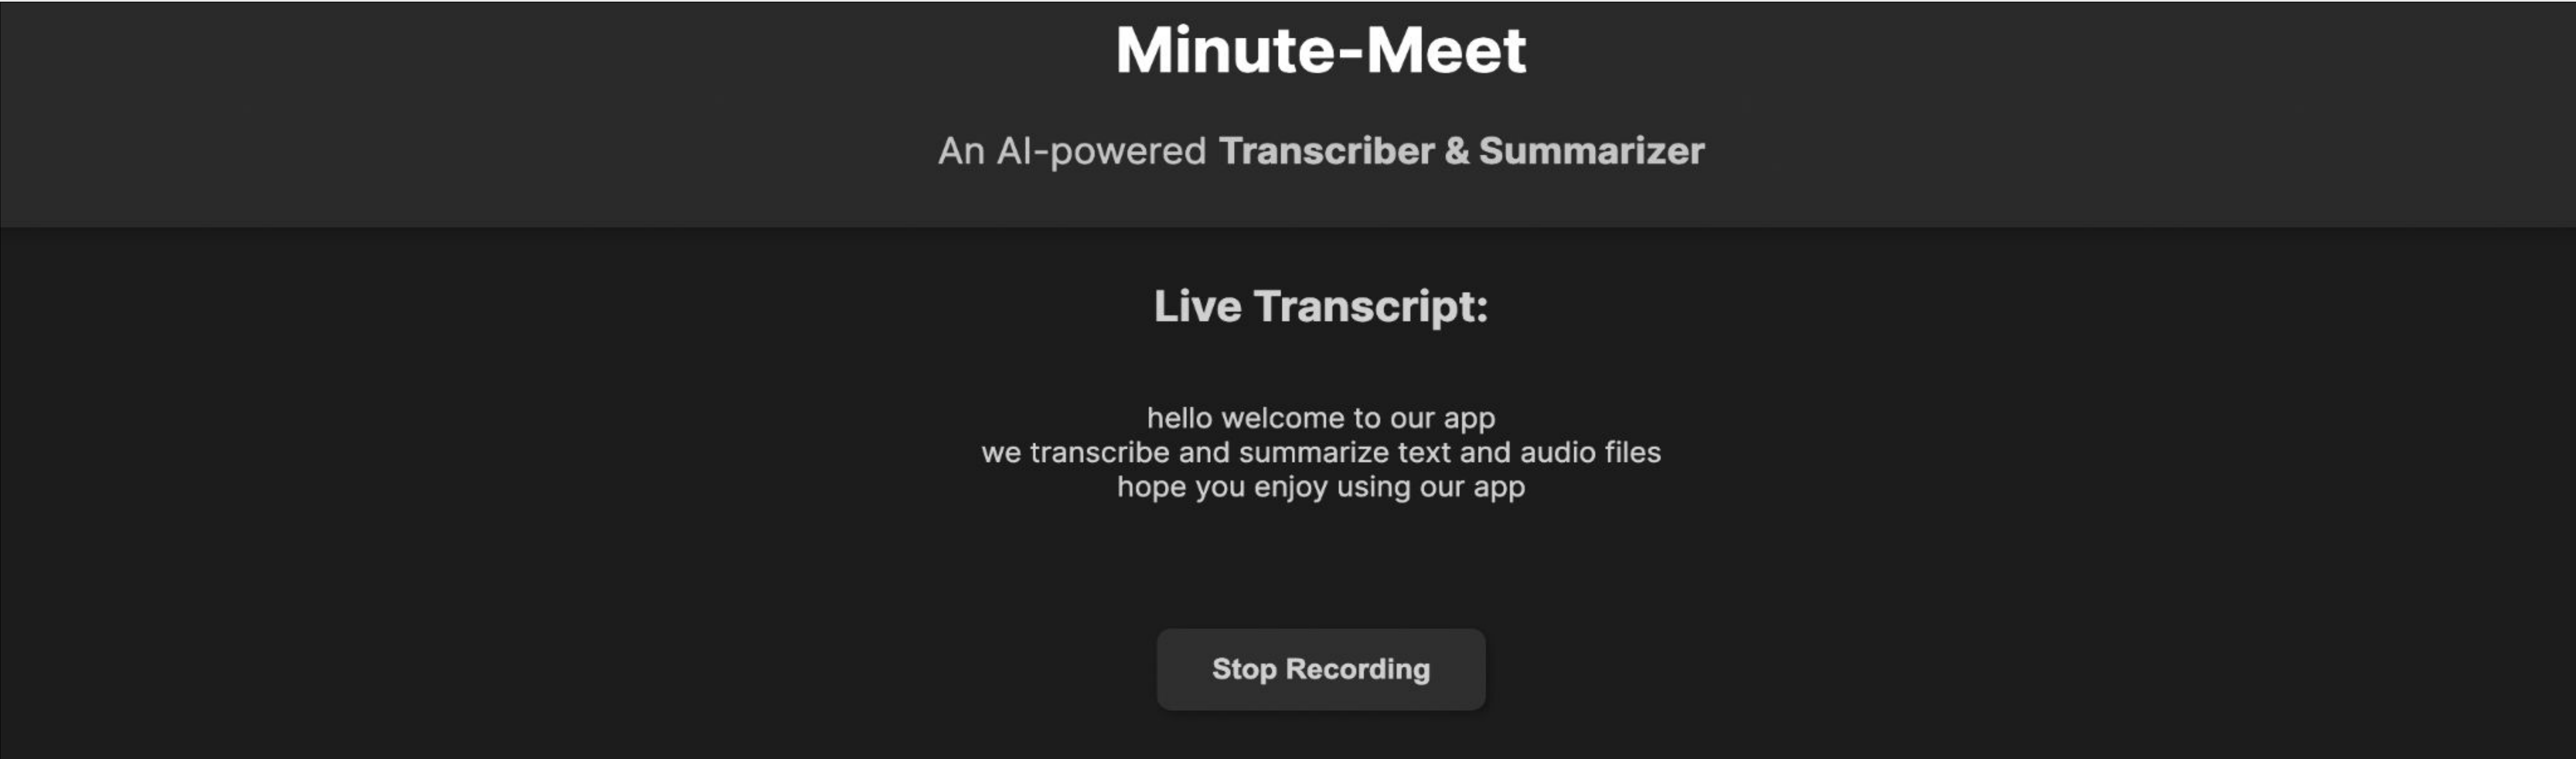 Minute-Meet
An AI-powered Transcriber & Summarizer
Live Transcript:
hello welcome to our app
we transcribe and summarize text and audio files
hope you enjoy using our app
Stop Recording